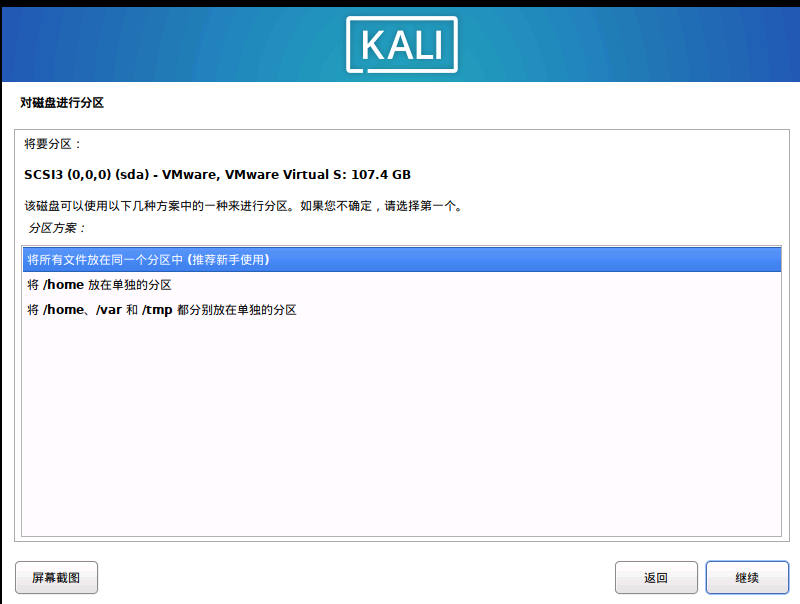 KALI
对磁盘进行分区
将要分区：
SCSI3 (0,0,0) (sda) - VMware, VMware Virtual S: 107.4 GB
该磁盘可以使用以下几种方案中的一种来进行分区。如果您不确定，请选择第一个。
分区方案：
将所有文件放在同一个分区中 (推荐新手使用)
将 /home 放在单独的分区
将 /home、/var 和 /tmp 都分别放在单独的分区
屏幕截图 返回 继续